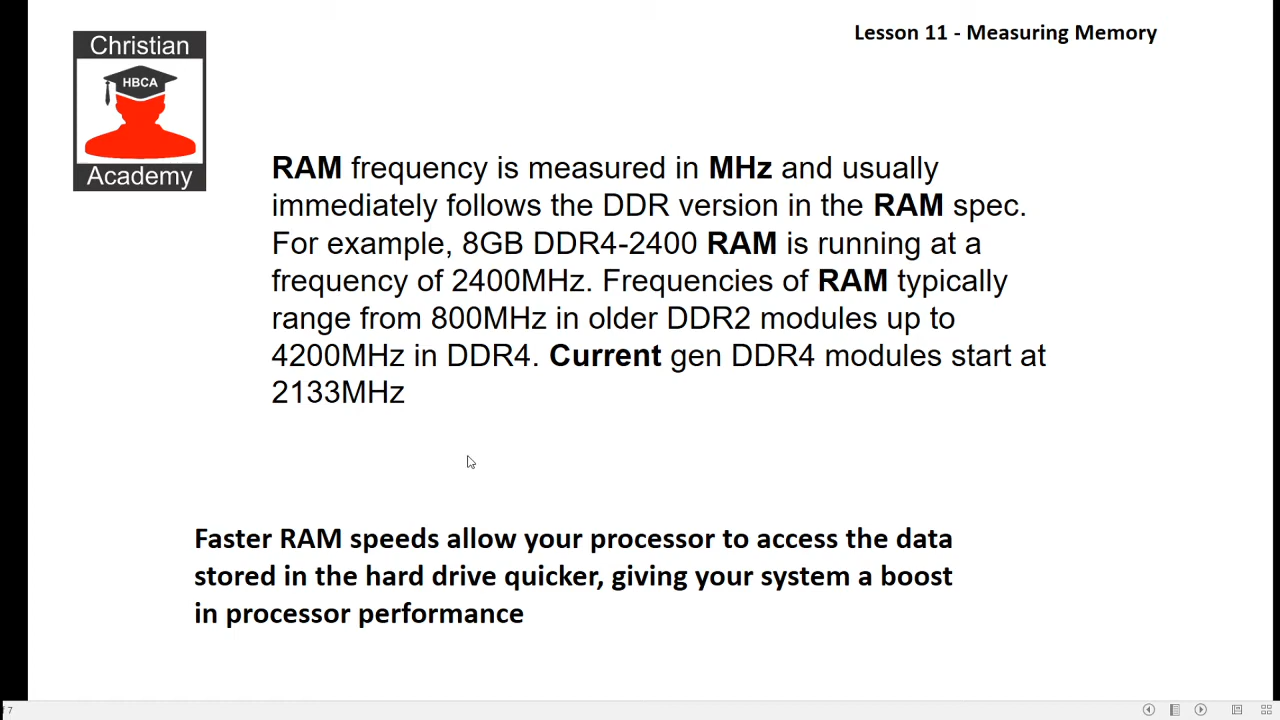 Lesson 11 - Measuring Memory
Christian
HBCA
Academy
RAM frequency is measured in MHz and usually
immediately follows the DDR version in the RAM spec.
For example, 8GB DDR4-2400 RAM is running at a
frequency of 2400MHz. Frequencies of RAM typically
range from 800MHz in older DDR2 modules up to
4200MHz in DDR4. Current gen DDR4 modules start at
2133MHz
Faster RAM speeds allow your processor to access the data
stored in the hard drive quicker, giving your system a boost
in processor performance